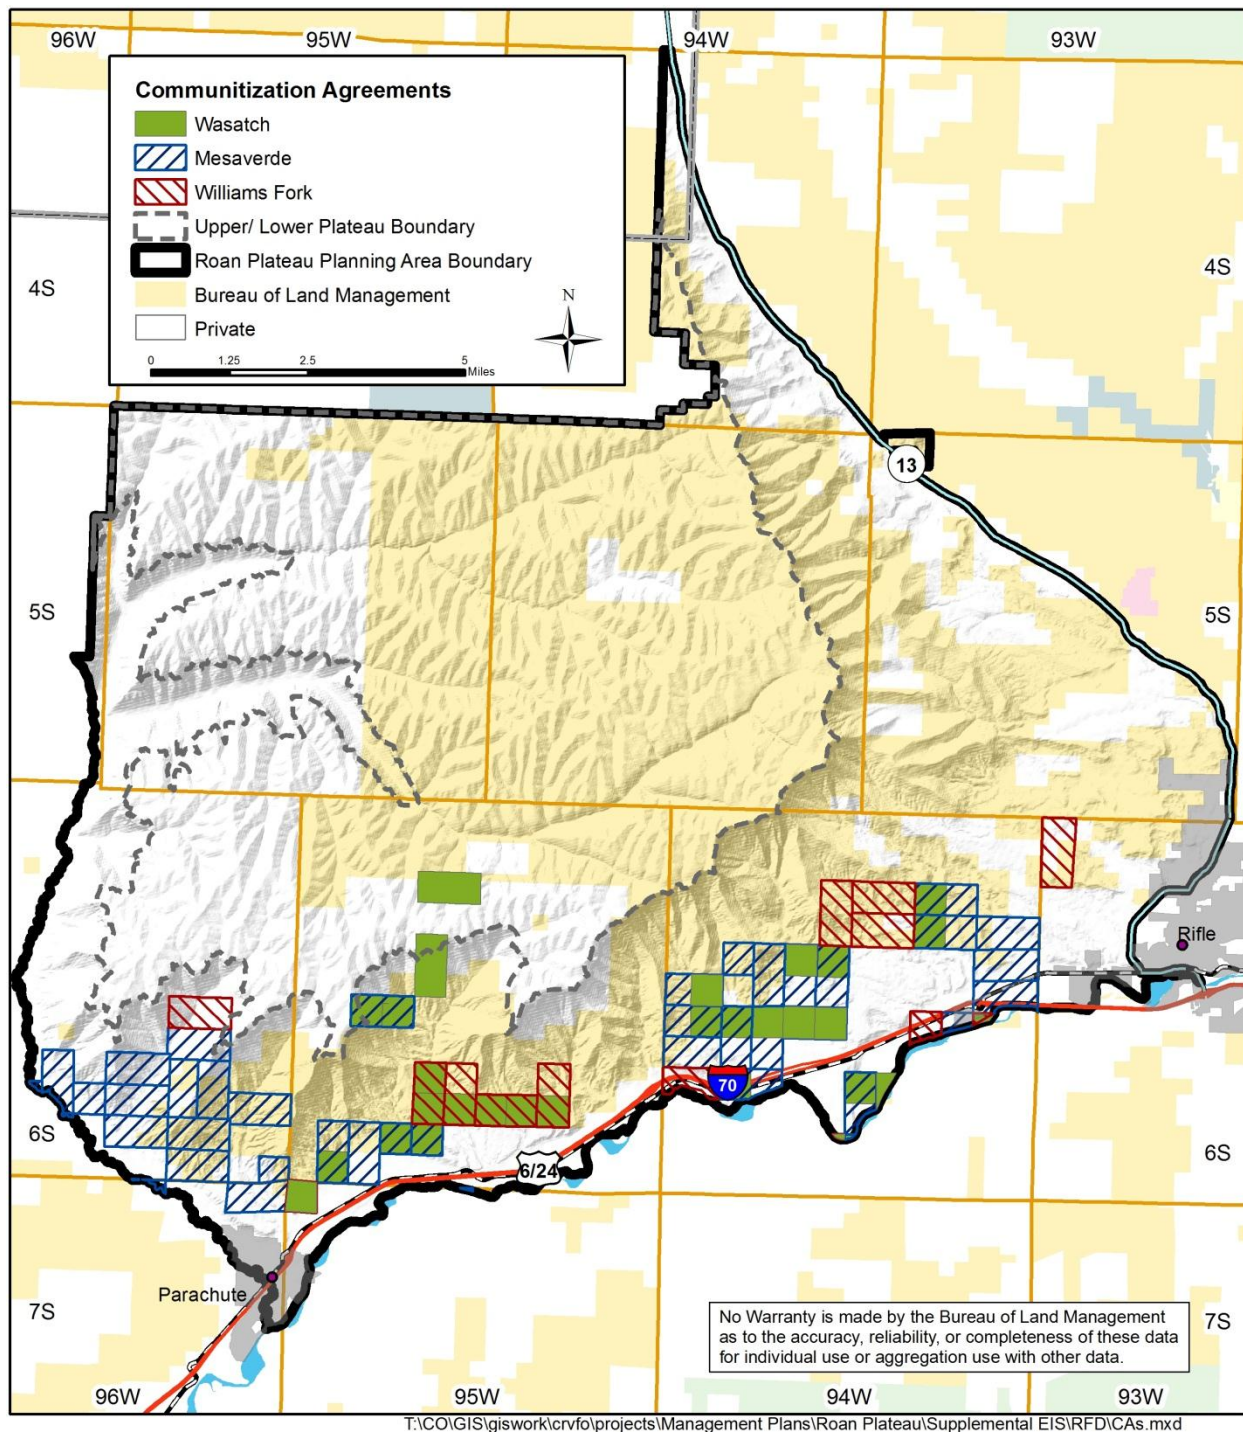 96W 95W 94W 93W
Communitization Agreements
Wasatch
Mesaverde
Williams Fork
Upper/ Lower Plateau Boundary
Roan Plateau Planning Area Boundary
Bureau of Land Management
Private
N
0 1.25 2.5 5
Miles
4S 4S
13
5S 5S
Rifle
70
6S 6S
6/24
Parachute
7S 7S
No Warranty is made by the Bureau of Land Management
as to the accuracy, reliability, or completeness of these data
for individual use or aggregation use with other data.
96W 95W 94W 93W
T:\CO\GIS\giswork\crvfo\projects\Management Plans\Roan Plateau\Supplemental EIS\RFD\CAs.mxd